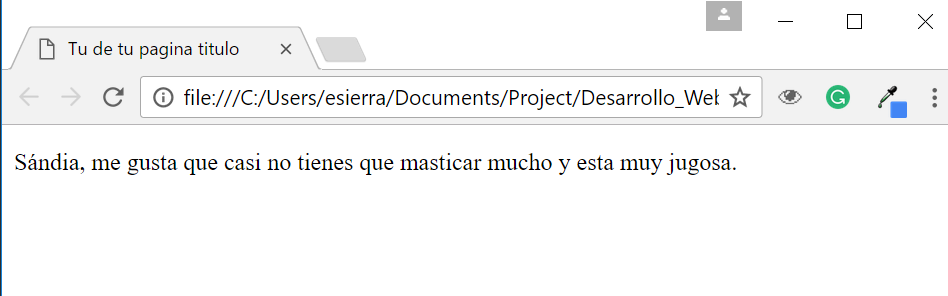 Tu de tu pagina titulo
file:///C:/Users/esierra/Documents/Project/Desarrollo_Web
Sándia, me gusta que casi no tienes que masticar mucho y esta muy jugosa.